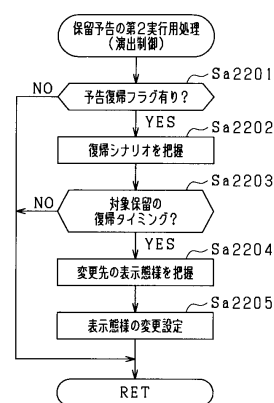 保留予告の第2実行用処理
(演出制御)
Sa2201
NO
予告復帰フラグ有り?
YES
Sa2202
復帰シナリオを把握
Sa2203
NO
対象保留の
復帰タイミング?
YES
Sa2204
変更先の表示態様を把握
Sa2205
表示態様の変更設定
RET